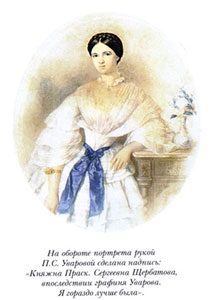 На обороте портрета рукой
П.С. Уваровой сделана надпись:
«Княжна Праск. Сергеевна Щербатова,
впоследствии графиня Уварова.
Я гораздо лучше была».